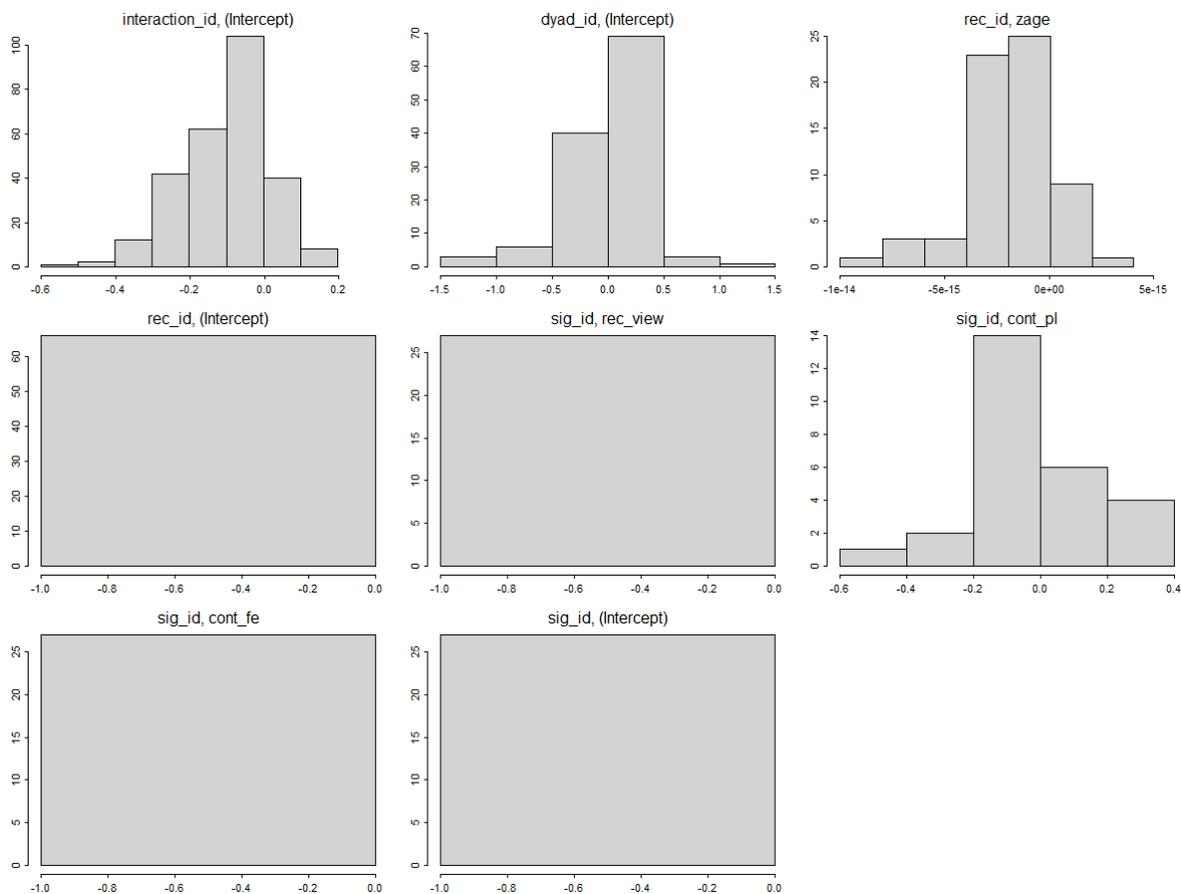 interaction_id, (Intercept)
0 20 40 60 80 100
-0.6 -0.4 -0.2 0.0 0.2
dyad_id, (Intercept)
0 10 20 30 40 50 60 70
-1.5 -1.0 -0.5 0.0 0.5 1.0 1.5
rec_id, zage
0 5 10 15 20 25
-1e-14 -5e-15 0e+00 5e-15
rec_id, (Intercept)
0 10 20 30 40 50 60
-1.0 -0.8 -0.6 -0.4 -0.2 0.0
sig_id, rec_view
0 5 10 15 20 25
-1.0 -0.8 -0.6 -0.4 -0.2 0.0
sig_id, cont_pl
0 2 4 6 8 10 12 14
-0.6 -0.4 -0.2 0.0 0.2 0.4
sig_id, cont_fe
0 5 10 15 20 25
-1.0 -0.8 -0.6 -0.4 -0.2 0.0
sig_id, (Intercept)
0 5 10 15 20 25
-1.0 -0.8 -0.6 -0.4 -0.2 0.0